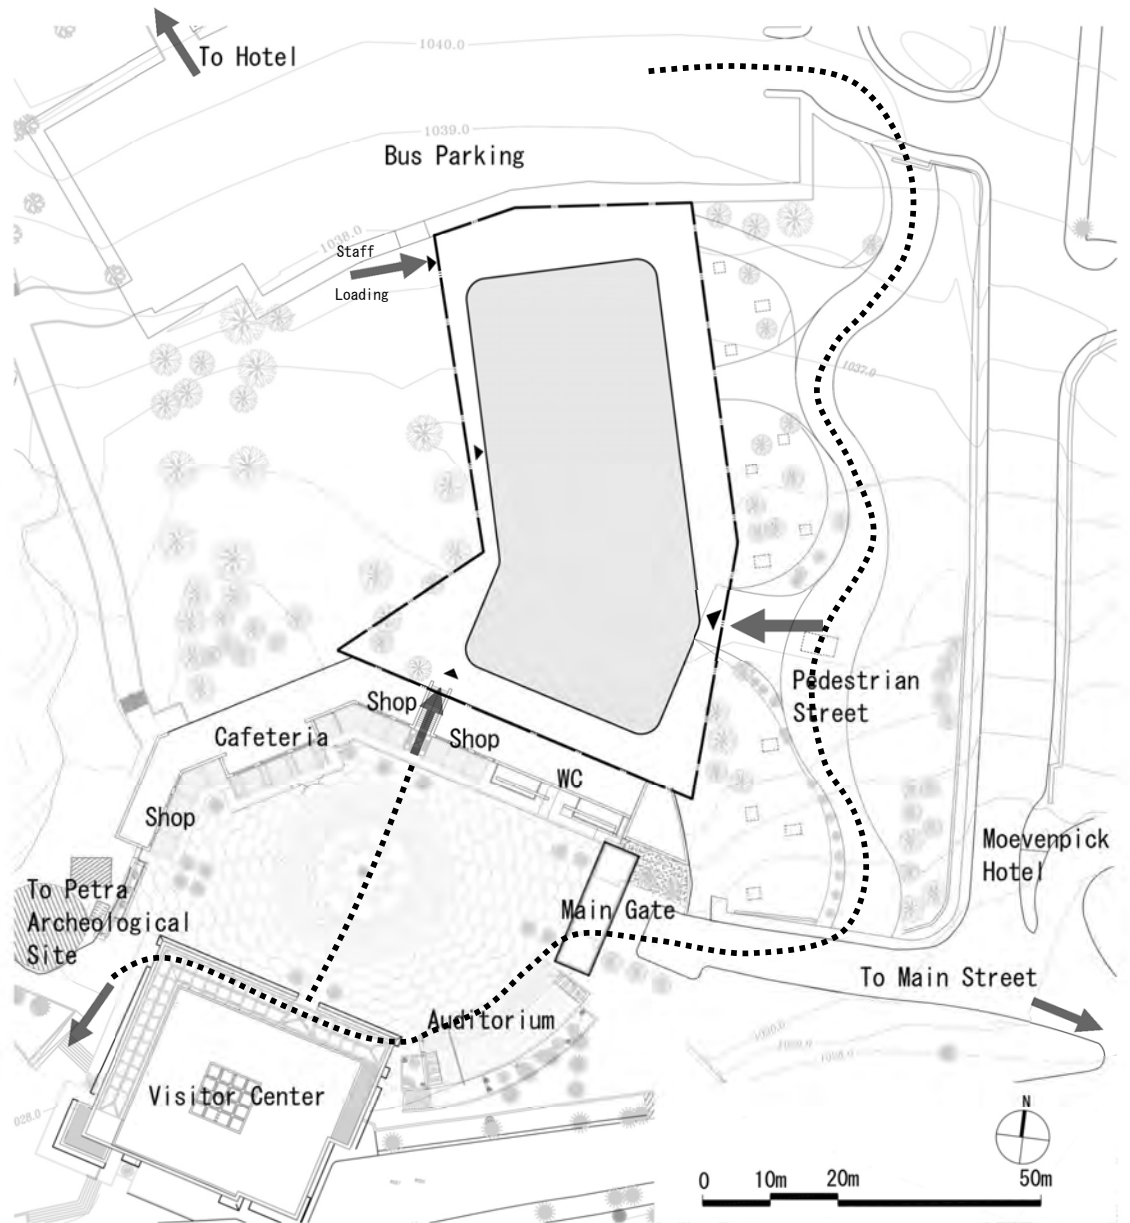 To Hotel
1040.0
1039.0
Bus Parking
1038.0
Staff
Loading
1037.0
Pedestrian
Street
Shop
Cafeteria
Shop
WC
Shop
Moevenpick
Hotel
To Petra
Archeological
Site
Main Gate
To Main Street
Auditorium
Visitor Center
N
0 10m 20m 50m